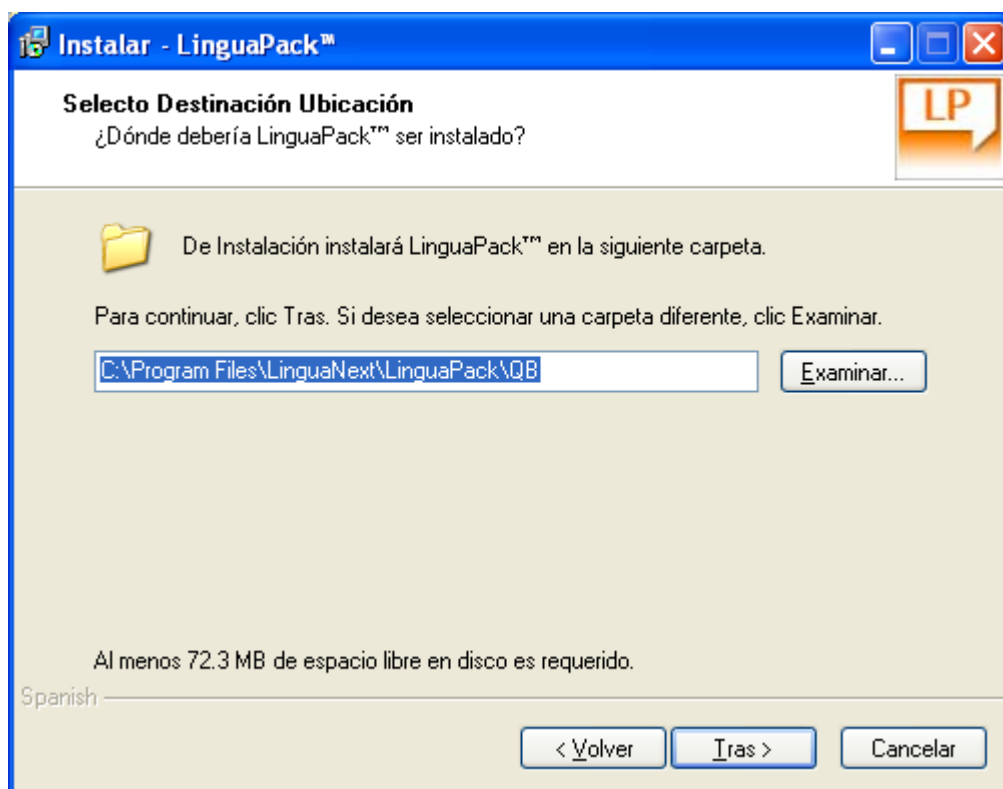 Instalar - LinguaPack™
Selecto Destinación Ubicación
LP
¿Dónde debería LinguaPack™ ser instalado?
De Instalación instalará LinguaPack™ en la siguiente carpeta.
Para continuar, clic Tras. Si desea seleccionar una carpeta diferente, clic Examinar.
C:\Program Files\LinguaNext\LinguaPack\QB
Examinar...
Al menos 72.3 MB de espacio libre en disco es requerido.
Spanish
< Volver
Tras >
Cancelar